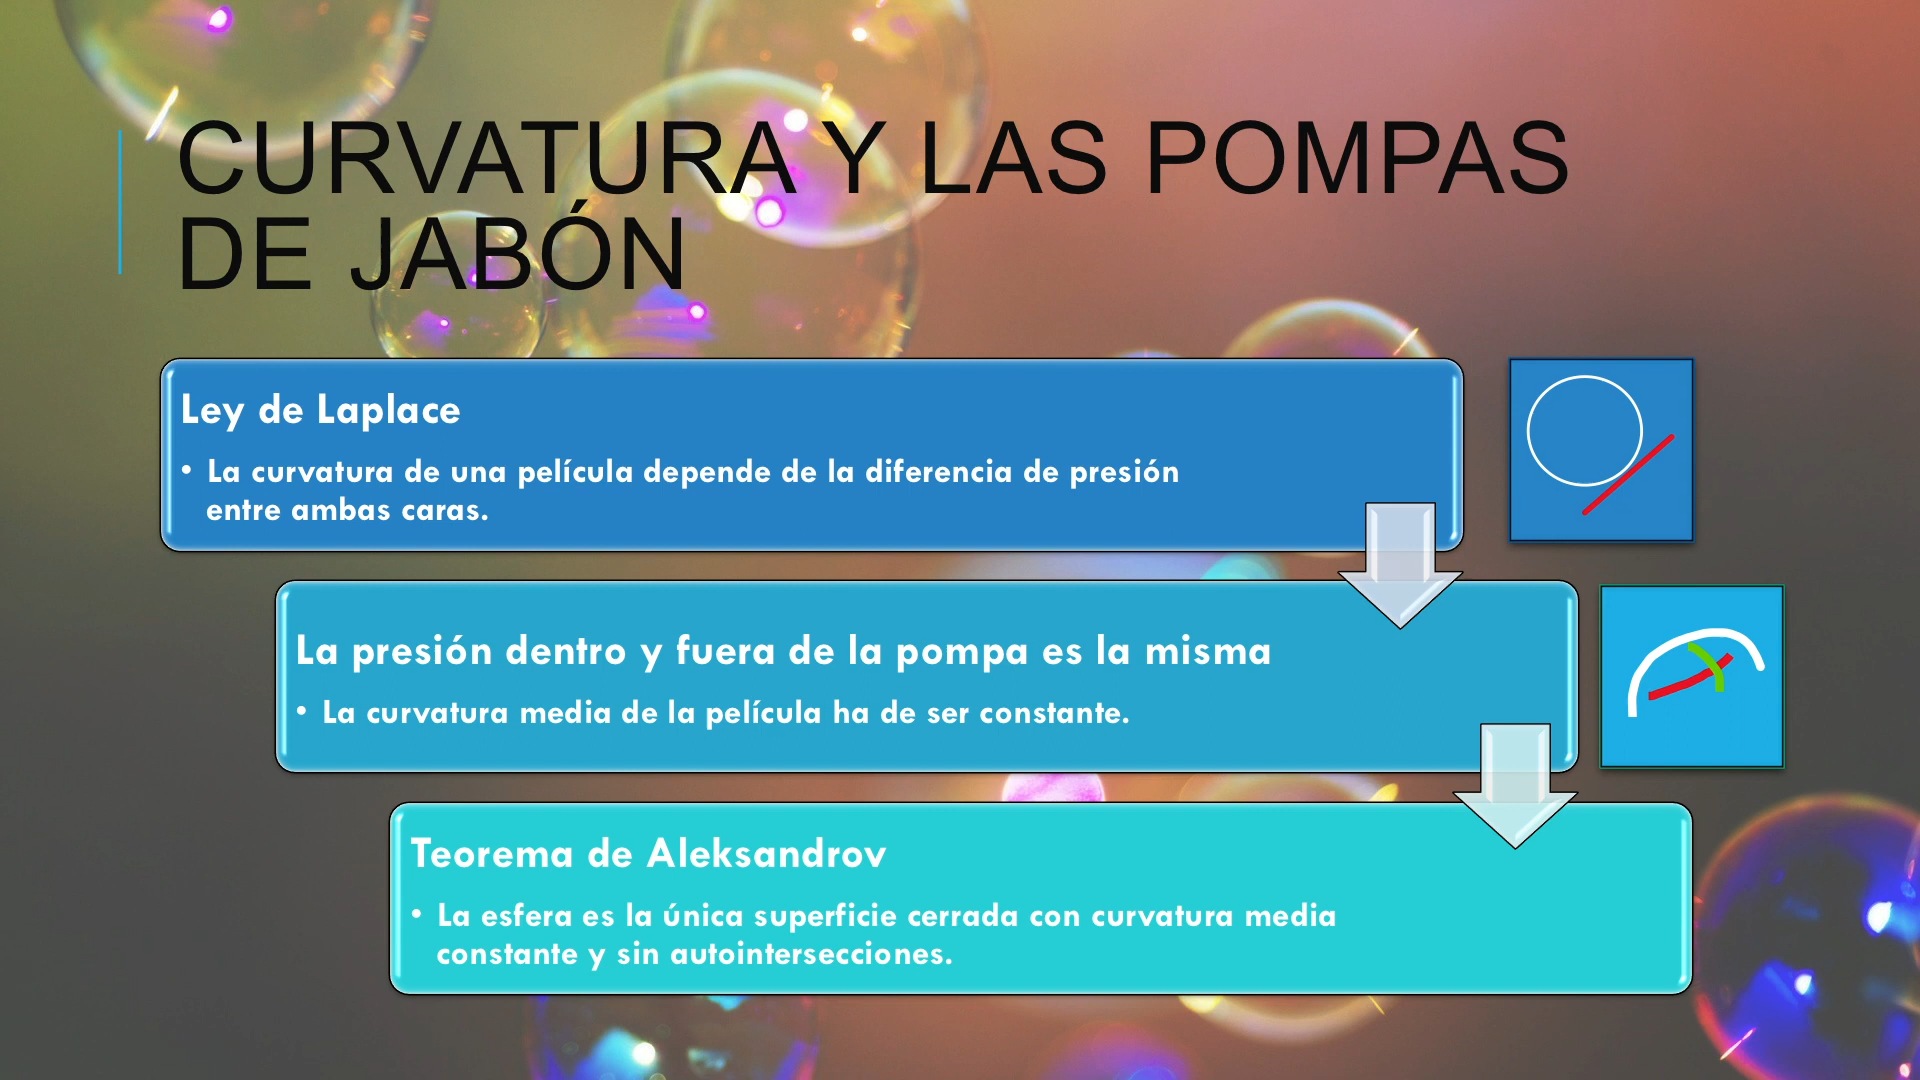 CURVATURA Y LAS POMPAS
DE JABÓN
Ley de Laplace
• La curvatura de una película depende de la diferencia de presión
entre ambas caras.
La presión dentro y fuera de la pompa es la misma
• La curvatura media de la película ha de ser constante.
Teorema de Aleksandrov
• La esfera es la única superficie cerrada con curvatura media
constante y sin autointersecciones.